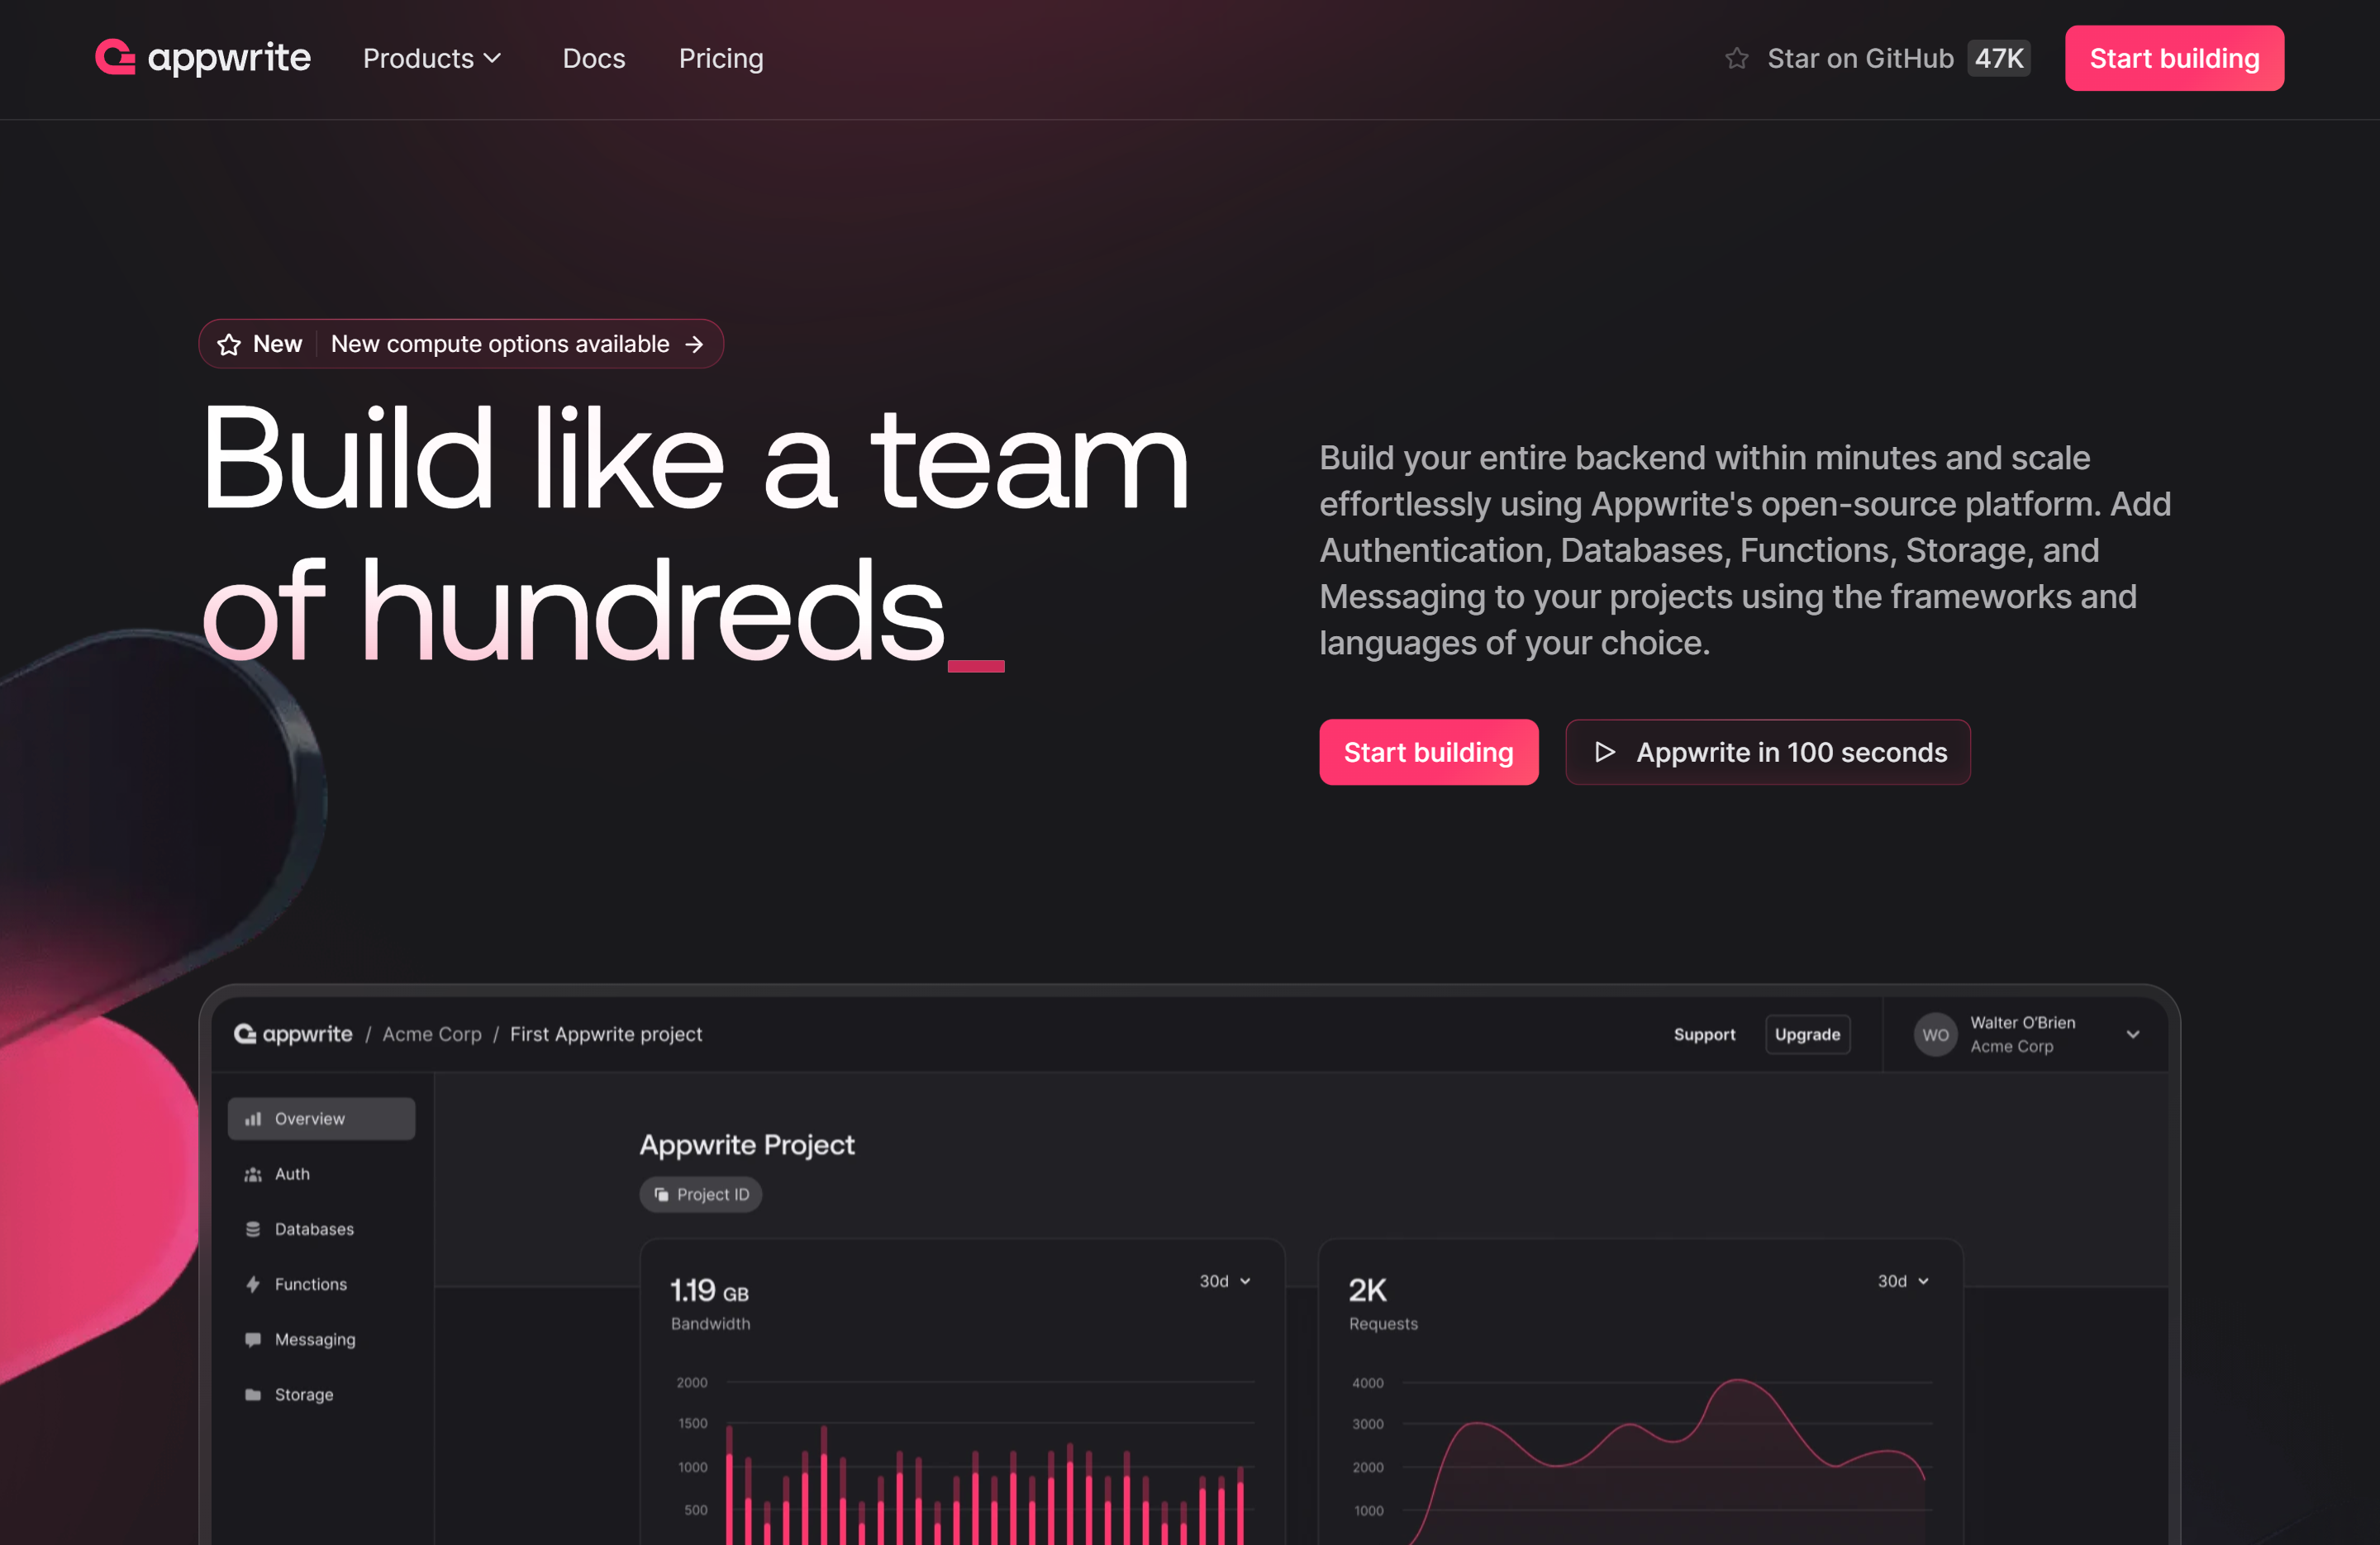 appwrite
Products
Docs
Pricing
Star on GitHub 47K
Start building
New New compute options available →
Build like a team
of hundreds_
Build your entire backend within minutes and scale
effortlessly using Appwrite's open-source platform. Add
Authentication, Databases, Functions, Storage, and
Messaging to your projects using the frameworks and
languages of your choice.
Start building
Appwrite in 100 seconds
appwrite / Acme Corp / First Appwrite project
Support
Upgrade
WO
Walter O'Brien
Acme Corp
Overview
Auth
Databases
Functions
Messaging
Storage
Appwrite Project
Project ID
1.19 GB
Bandwidth
30d
2000
1500
1000
500
2K
Requests
30d
4000
3000
2000
1000